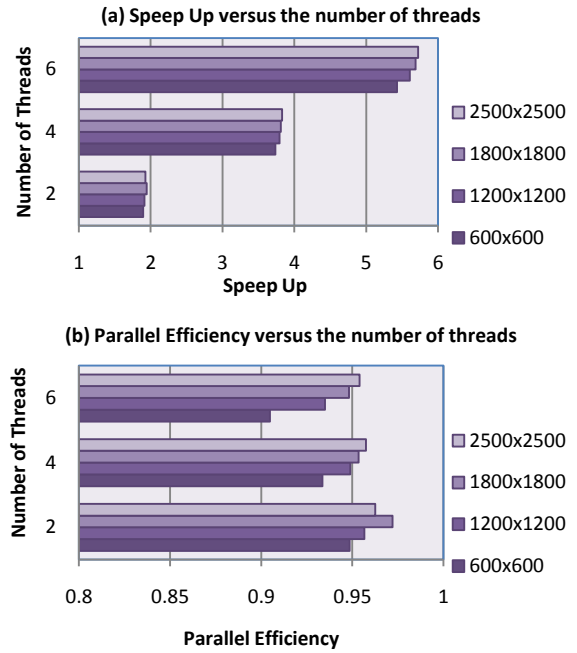 (a) Speep Up versus the number of threads
Number of Threads
6
4
2
1 2 3 4 5 6
Speep Up
2500x2500
1800x1800
1200x1200
600x600
(b) Parallel Efficiency versus the number of threads
Number of Threads
6
4
2
0.8 0.85 0.9 0.95 1
Parallel Efficiency
2500x2500
1800x1800
1200x1200
600x600